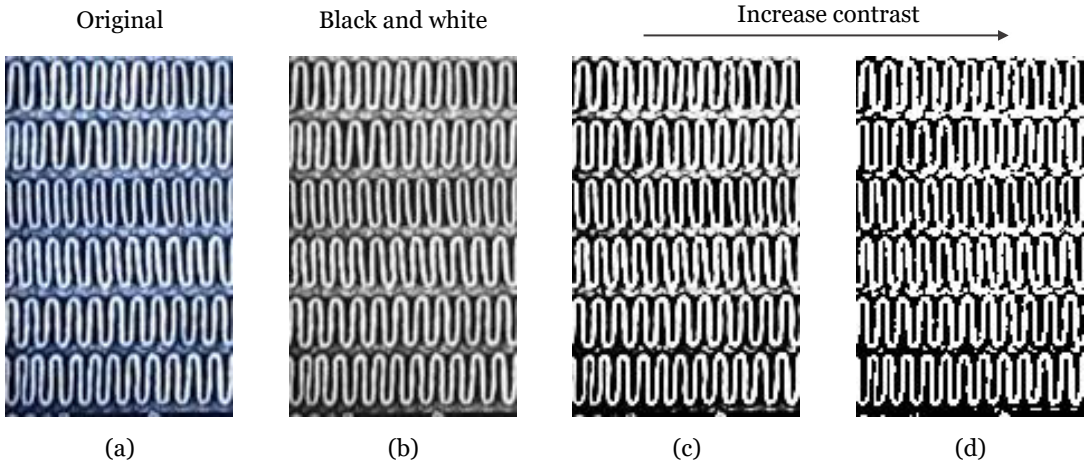 Original
Black and white
Increase contrast
(a)
(b)
(c)
(d)